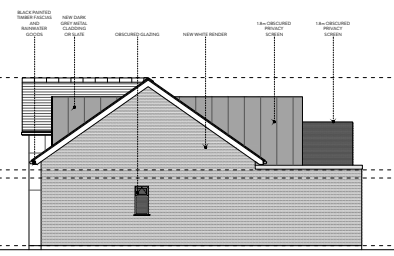 BLACK PAINTED
TIMBER FASCIAS
AND
RAINWATER
GOODS
NEW DARK
GREY METAL
CLADDING
OR SLATE
OBSCURED GLAZING
NEW WHITE RENDER
1.8m OBSCURED
PRIVACY
SCREEN
1.8m OBSCURED
PRIVACY
SCREEN